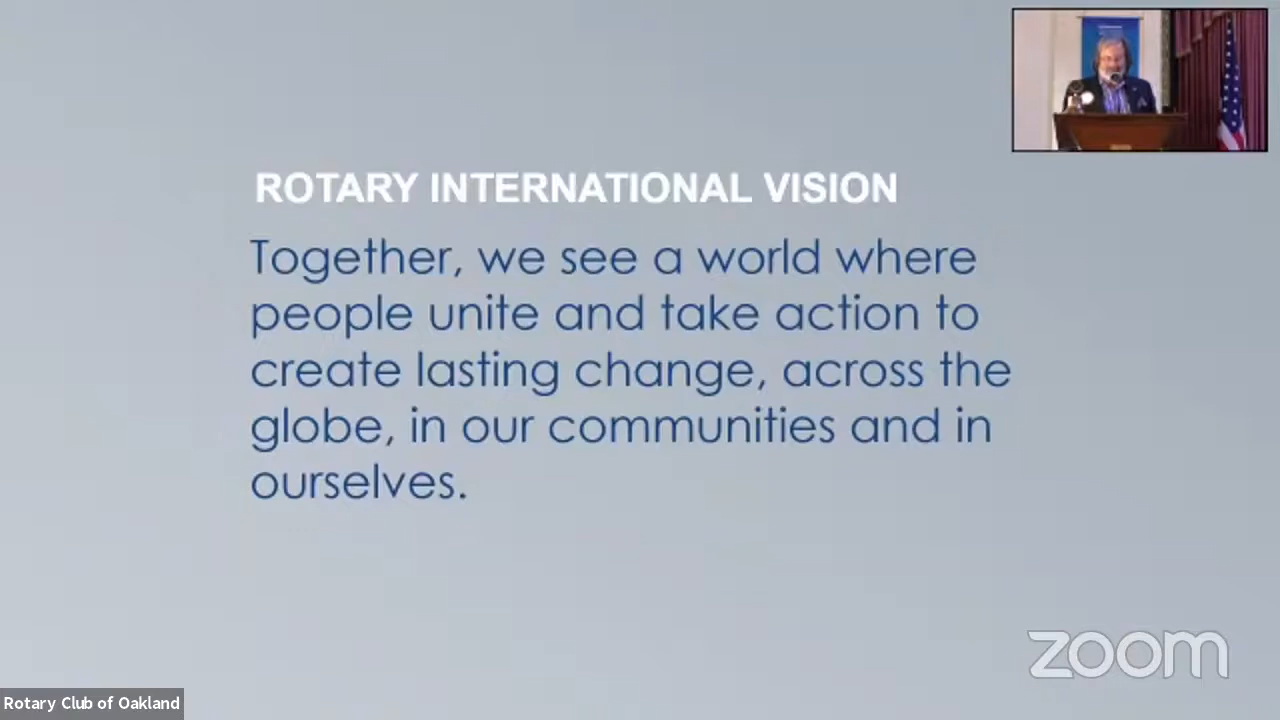 ROTARY INTERNATIONAL VISION
Together, we see a world where
people unite and take action to
create lasting change, across the
globe, in our communities and in
ourselves.
zoom
Rotary Club of Oakland